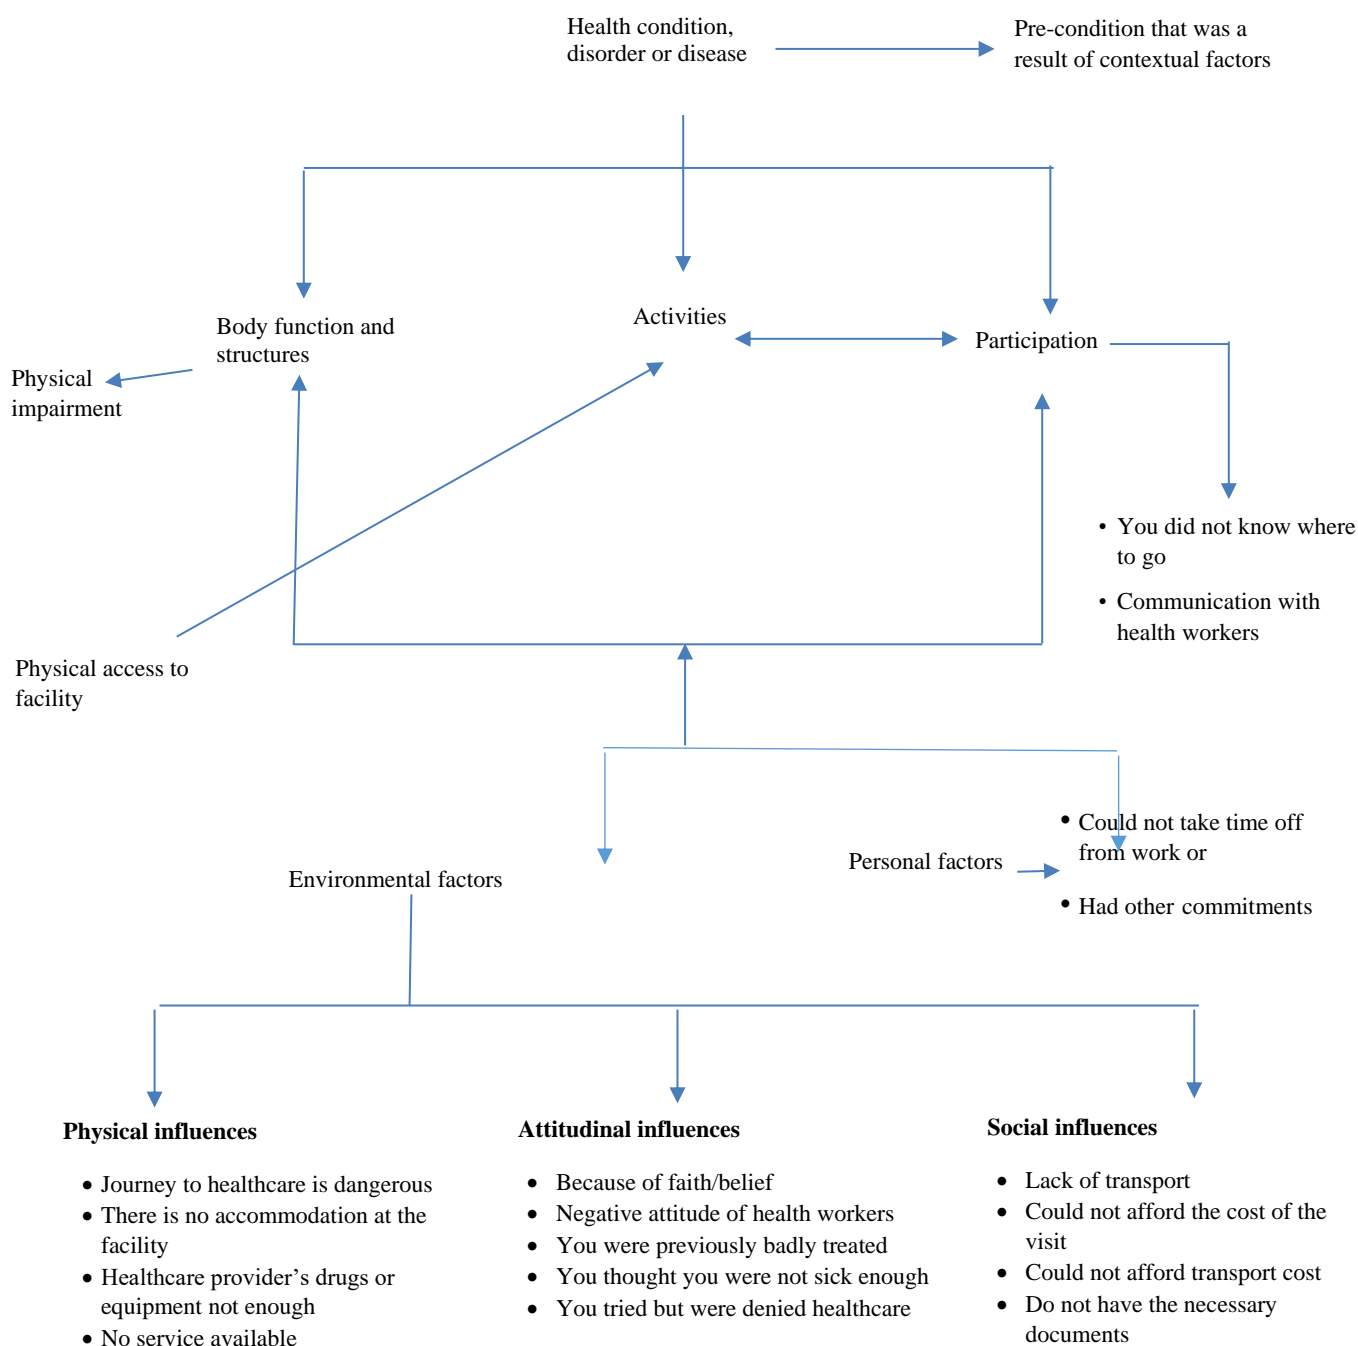 Health condition,
disorder or disease
Pre-condition that was a
result of contextual factors
Body function and
structures
Activities
Participation
Physical
impairment
• You did not know where
to go
• Communication with
health workers
Physical access to
facility
Environmental factors
Personal factors
• Could not take time off
from work or
• Had other commitments
Physical influences
• Journey to healthcare is dangerous
• There is no accommodation at the
facility
• Healthcare provider’s drugs or
equipment not enough
• No service available
Attitudinal influences
• Because of faith/belief
• Negative attitude of health workers
• You were previously badly treated
• You thought you were not sick enough
• You tried but were denied healthcare
Social influences
• Lack of transport
• Could not afford the cost of the
visit
• Could not afford transport cost
• Do not have the necessary
documents